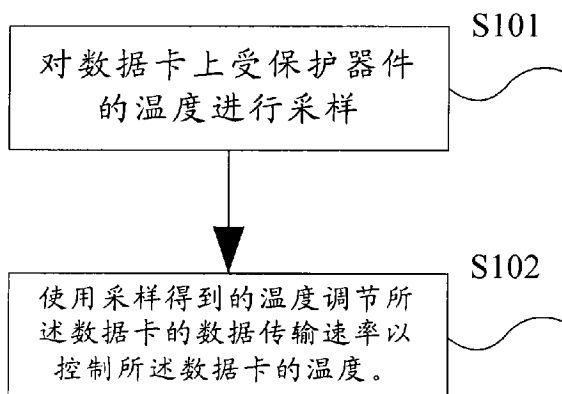 S101
对数据卡上受保护器件
的温度进行采样
S102
使用采样得到的温度调节所
述数据卡的数据传输速率以
控制所述数据卡的温度。